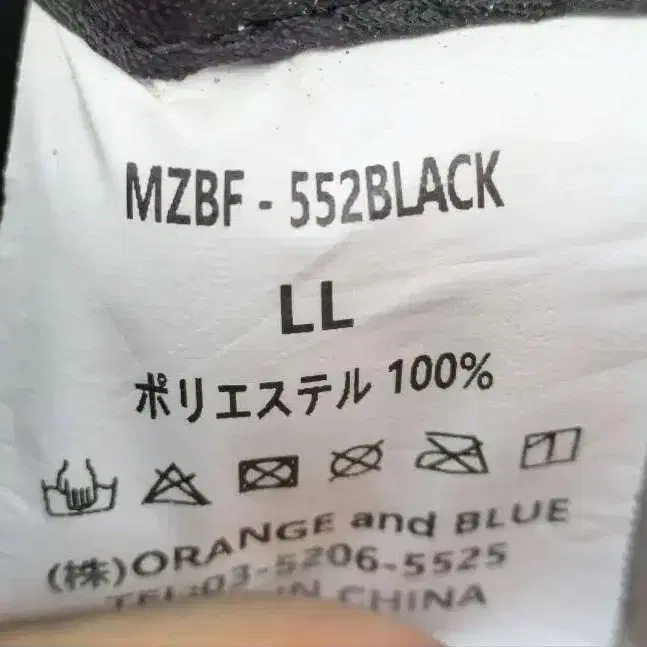 MZBF - 552BLACK
LL
ポリエステル 100%
(株)ORANGE and BLUE
TEL:03-5206-5525
IN CHINA